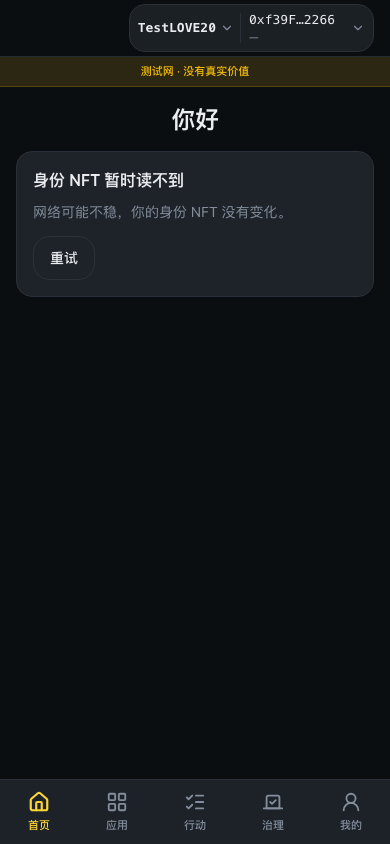 TestLOVE20
0xf39F…2266
—
测试网 · 没有真实价值
你好
身份 NFT 暂时读不到
网络可能不稳，你的身份 NFT 没有变化。
重试
首页
应用
行动
治理
我的